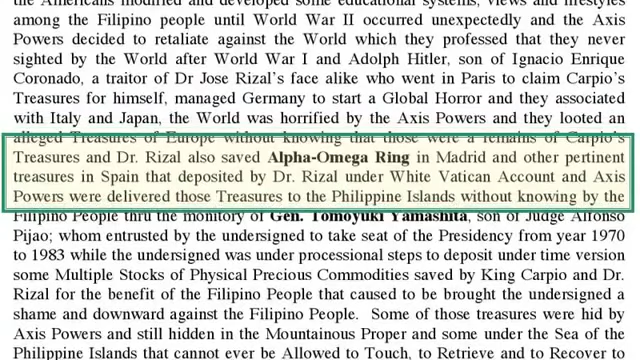 the Americans modified and developed some educational systems, views and lifestyles
among the Filipino people until World War II occurred unexpectedly and the Axis
Powers decided to retaliate against the World which they professed that they never
sighted by the World after World War I and Adolph Hitler, son of Ignacio Enrique
Coronado, a traitor of Dr Jose Rizal's face alike who went in Paris to claim Carpio's
Treasures for himself, managed Germany to start a Global Horror and they associated
with Italy and Japan, the World was horrified by the Axis Powers and they looted an
alleged Treasures of Europe without knowing that those were a remains of Carpio's
Treasures and Dr. Rizal also saved Alpha-Omega Ring in Madrid and other pertinent
treasures in Spain that deposited by Dr. Rizal under White Vatican Account and Axis
Powers were delivered those Treasures to the Philippine Islands without knowing by the
Filipino People thru the monitory of Gen. Tomoyuki Yamashita, son of Judge Alfonso
Pijao; whom entrusted by the undersigned to take seat of the Presidency from year 1970
to 1983 while the undersigned was under processional steps to deposit under time version
some Multiple Stocks of Physical Precious Commodities saved by King Carpio and Dr.
Rizal for the benefit of the Filipino People that caused to be brought the undersigned a
shame and downward against the Filipino People. Some of those treasures were hid by
Axis Powers and still hidden in the Mountainous Proper and some under the Sea of the
Philippine Islands that cannot ever be Allowed to Touch, to Retrieve and to Recover to